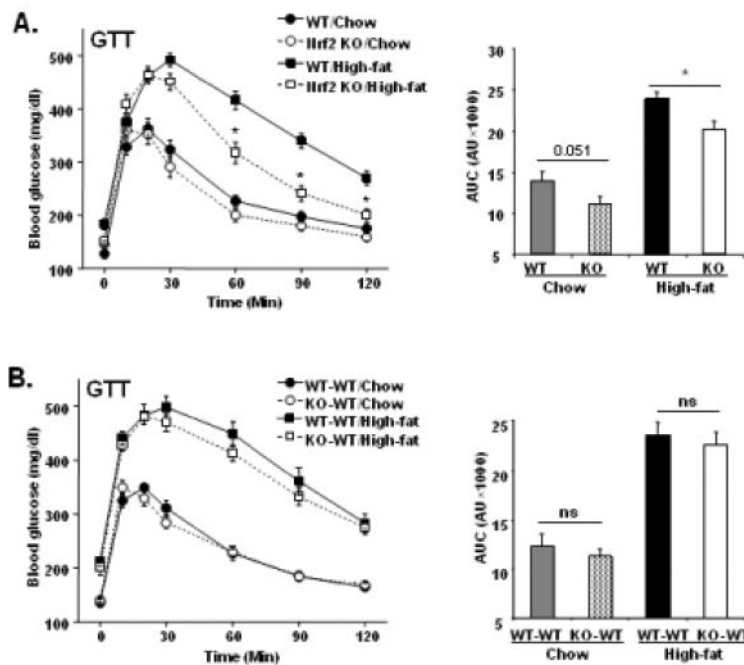 A.
GTT
WT/Chow
Nrf2 KO/Chow
WT/High-fat
Nrf2 KO/High-fat
Blood glucose (mg/dl)
500
400
300
200
100
*
*
*
0 30 60 90 120
Time (Min)
AUC (AU ×1000)
30
25
20
15
10
5
0.051
*
WT KO WT KO
Chow High-fat
B.
GTT
WT-WT/Chow
KO-WT/Chow
WT-WT/High-fat
KO-WT/High-fat
Blood glucose (mg/dl)
500
400
300
200
100
0 30 60 90 120
Time (Min)
AUC (AU ×1000)
25
20
15
10
5
ns
ns
WT-WT KO-WT WT-WT KO-WT
Chow High-fat